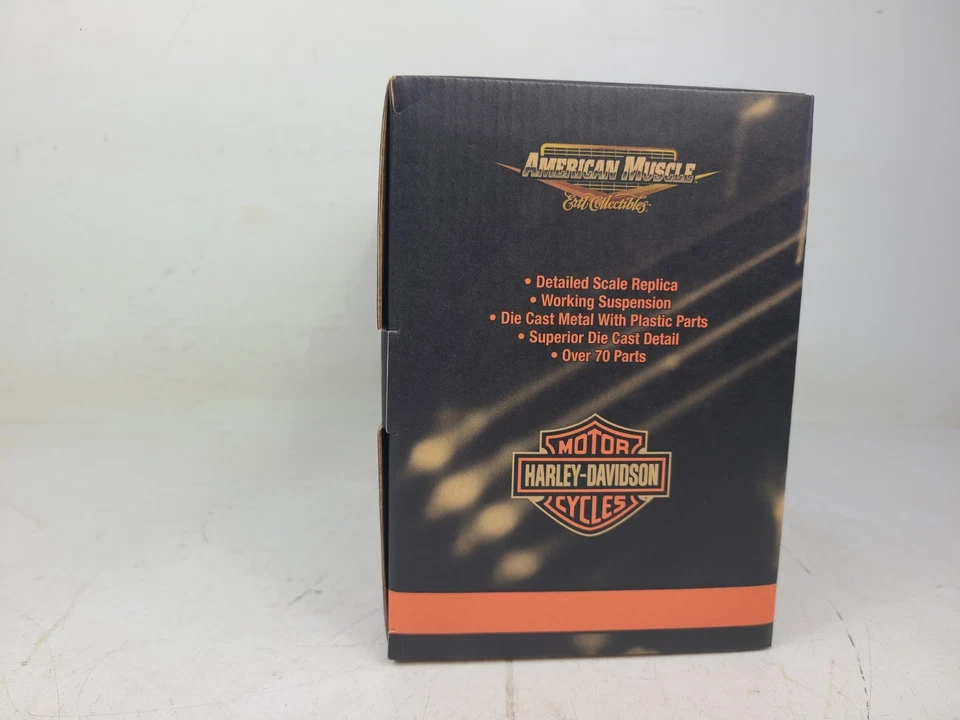 AMERICAN MUSCLE
Ertl Collectibles
• Detailed Scale Replica
• Working Suspension
• Die Cast Metal With Plastic Parts
• Superior Die Cast Detail
• Over 70 Parts
MOTOR
HARLEY-DAVIDSON
CYCLES